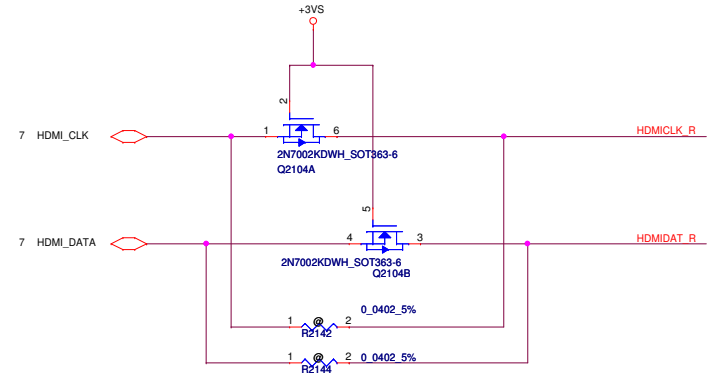 +3VS
2
7 HDMI_CLK
1
6
HDMICLK_R
2N7002KDWH_SOT363-6
Q2104A
5
7 HDMI_DATA
4
3
HDMIDAT_R
2N7002KDWH_SOT363-6
Q2104B
0_0402_5%
1 @ 2
R2142
1 @ 2 0_0402_5%
R2144